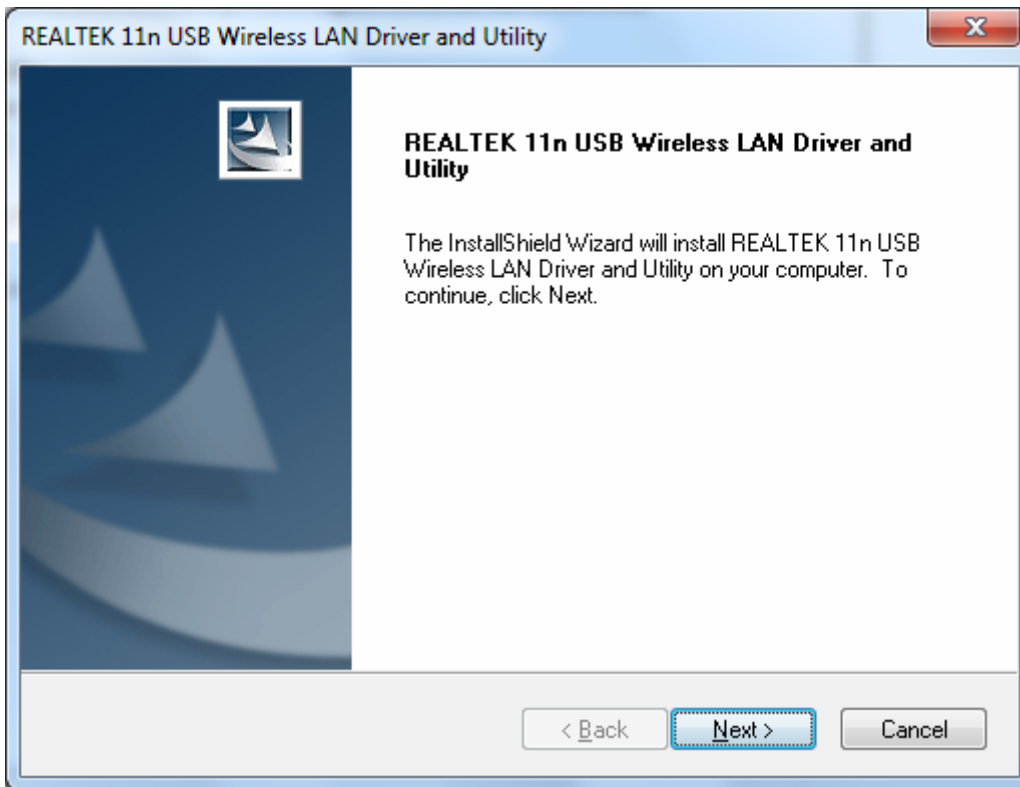 REALTEK 11n USB Wireless LAN Driver and Utility
REALTEK 11n USB Wireless LAN Driver and
Utility
The InstallShield Wizard will install REALTEK 11n USB
Wireless LAN Driver and Utility on your computer.  To
continue, click Next.
< Back
Next >
Cancel